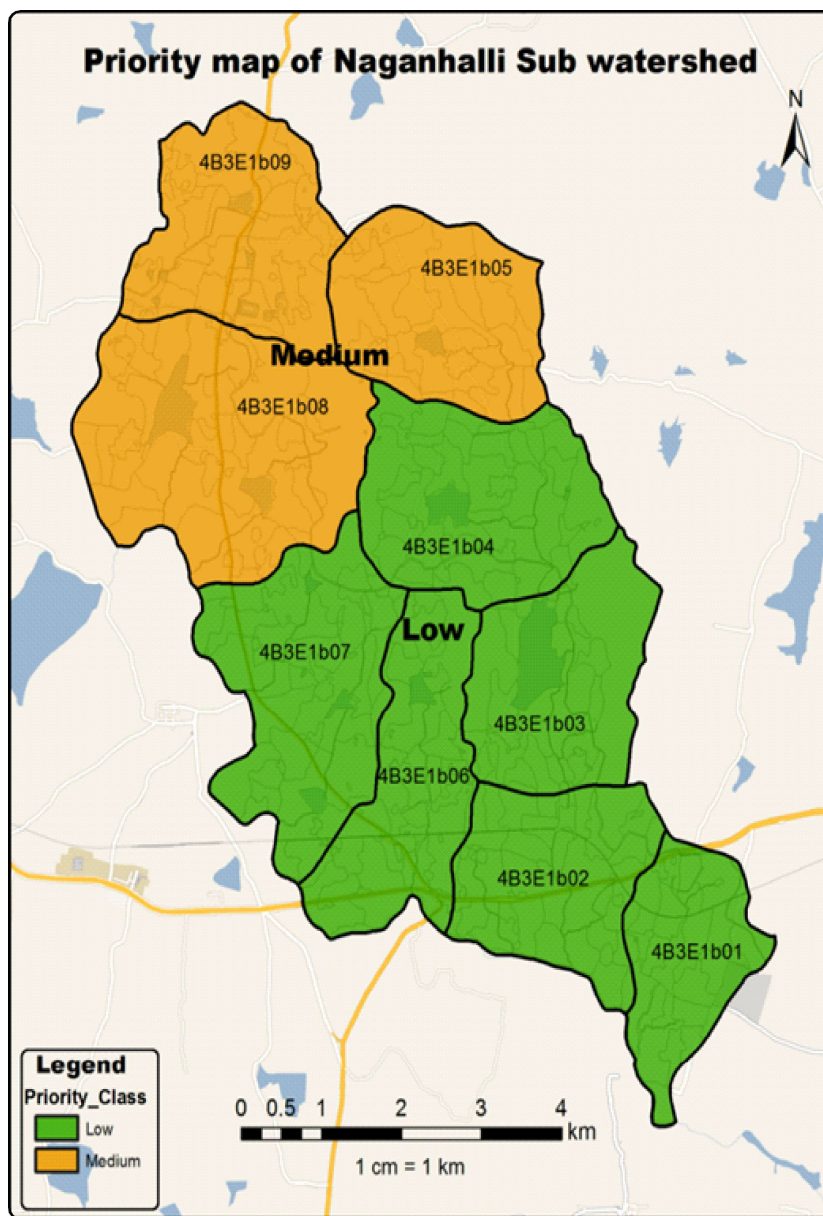 Priority map of Naganhalli Sub watershed
N
4B3E1b09
4B3E1b05
Medium
4B3E1b08
4B3E1b04
Low
4B3E1b07
4B3E1b03
4B3E1b06
4B3E1b02
4B3E1b01
Legend
Priority_Class
Low
Medium
0 0.5 1 2 3 4
km
1 cm = 1 km